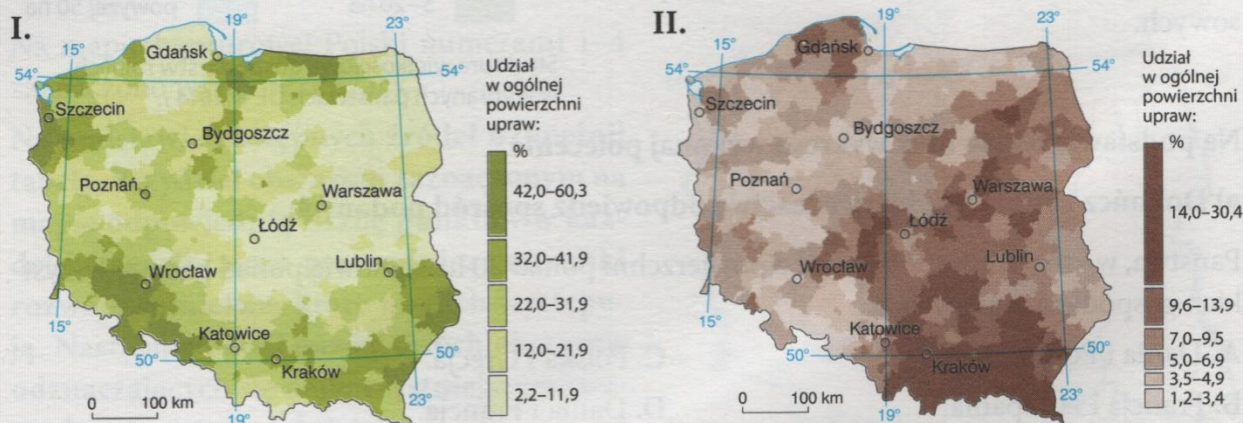 I.
19°
23°
15°
Gdańsk
54°
54°
Szczecin
Bydgoszcz
Poznań
Warszawa
Łódź
Wrocław
Lublin
15°
Katowice
50°
50°
Kraków
0 100 km
19°
23°
Udział
w ogólnej
powierzchni
upraw:
%
42,0–60,3
32,0–41,9
22,0–31,9
12,0–21,9
2,2–11,9
II.
19°
23°
15°
Gdańsk
54°
54°
Szczecin
Bydgoszcz
Poznań
Warszawa
Łódź
Wrocław
Lublin
15°
Katowice
50°
50°
Kraków
0 100 km
19°
23°
Udział
w ogólnej
powierzchni
upraw:
%
14,0–30,4
9,6–13,9
7,0–9,5
5,0–6,9
3,5–4,9
1,2–3,4